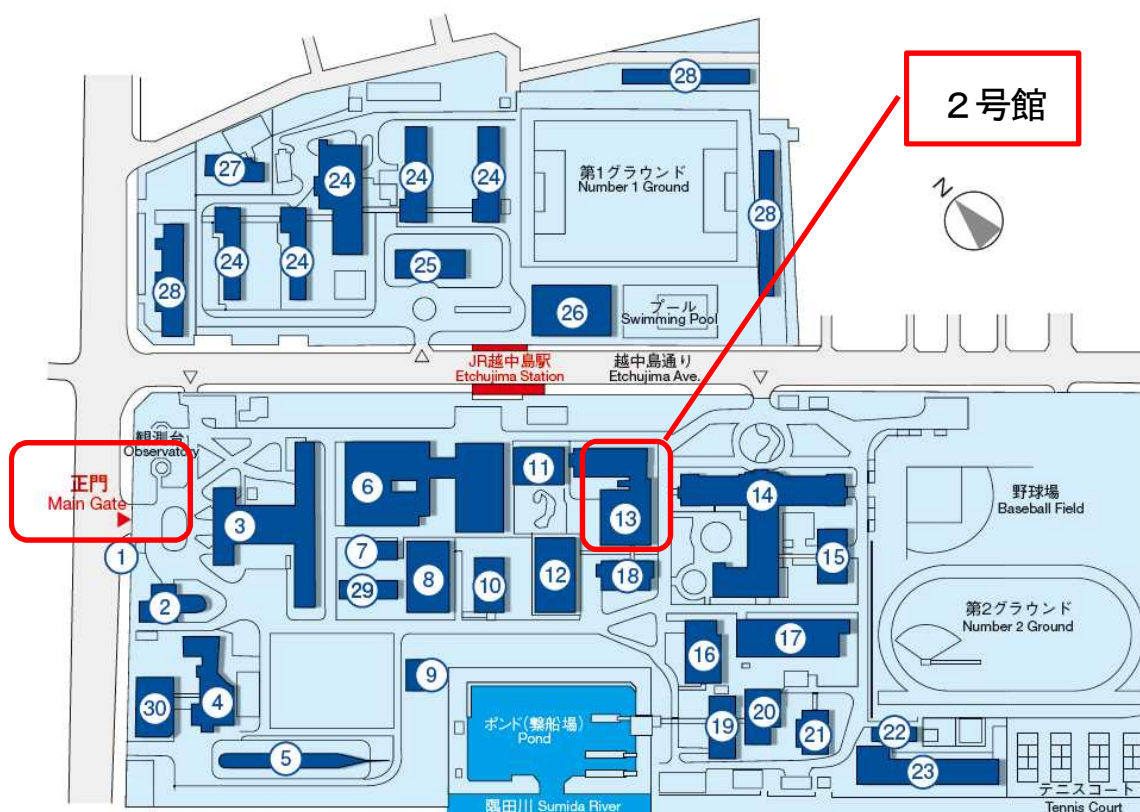 28
2号館
27
24
24
24
第1グラウンド
Number 1 Ground
N
28
24
24
25
28
26
プール
Swimming Pool
JR越中島駅
Etchujima Station
越中島通り
Etchujima Ave.
観測台
Observatory
正門
Main Gate
11
6
14
野球場
Baseball Field
3
13
1
7
8
10
12
18
15
29
2
第2グラウンド
Number 2 Ground
16
17
9
30
4
ポンド(繋船場)
Pond
19
20
21
22
5
23
テニスコート
Tennis Court
隅田川 Sumida River